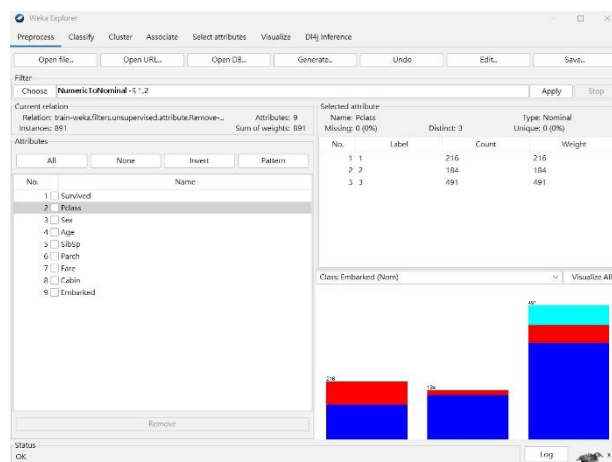 Weka Explorer
Preprocess Classify Cluster Associate Select attributes Visualize Dl4j Inference
Open file... Open URL... Open DB... Generate... Undo Edit... Save...
Filter
Choose NumericToNominal -R 1,2 Apply Stop
Current relation
Relation: train-weka.filters.unsupervised.attribute.Remove-... Attributes: 9
Instances: 891 Sum of weights: 891
Attributes
All None Invert Pattern
No. Name
1 Survived
2 Pclass
3 Sex
4 Age
5 SibSp
6 Parch
7 Fare
8 Cabin
9 Embarked
Remove
Selected attribute
Name: Pclass Type: Nominal
Missing: 0 (0%) Distinct: 3 Unique: 0 (0%)
No. Label Count Weight
1 1 216 216
2 2 184 184
3 3 491 491
Class: Embarked (Nom) Visualize All
491
216
184
Status
OK Log x